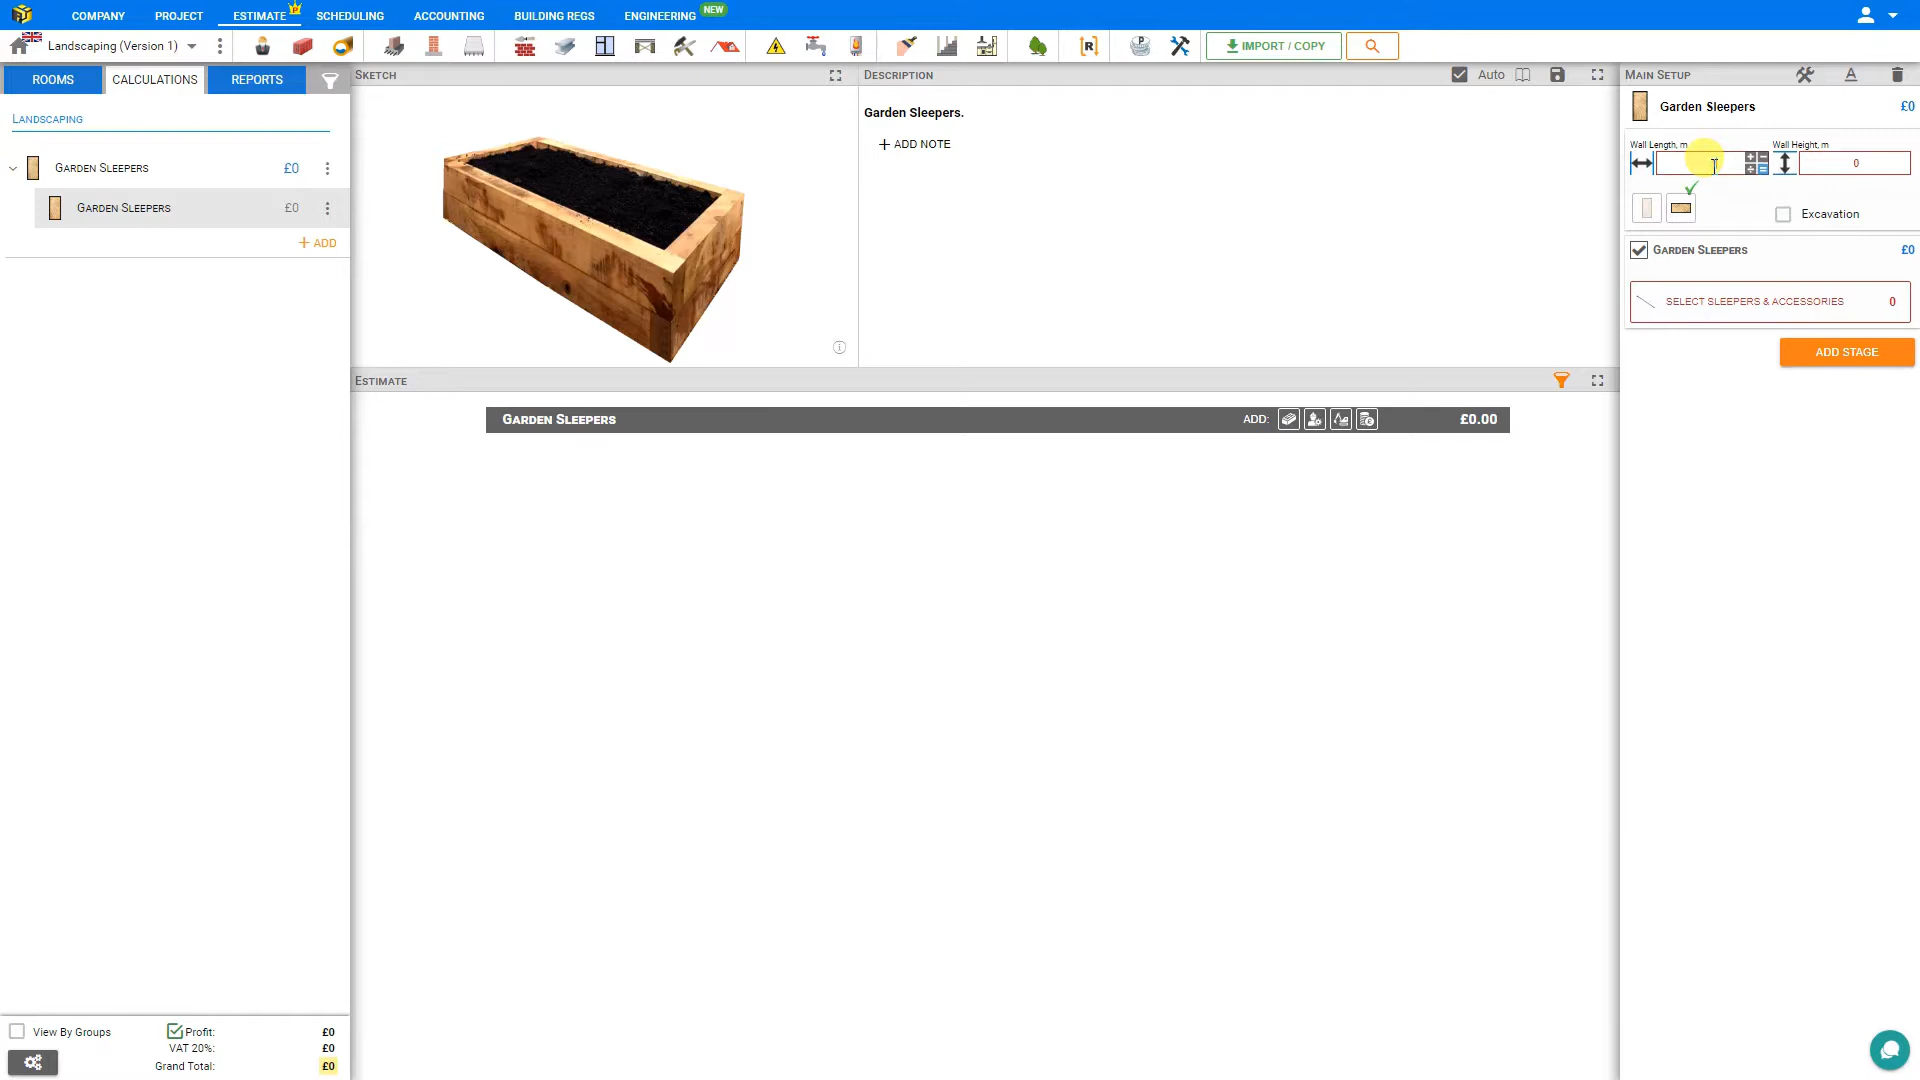 COMPANY PROJECT ESTIMATE SCHEDULING ACCOUNTING BUILDING REGS ENGINEERING NEW
Landscaping (Version 1) [R] IMPORT / COPY
ROOMS CALCULATIONS REPORTS
LANDSCAPING
GARDEN SLEEPERS £0
GARDEN SLEEPERS £0
+ ADD
View By Groups Profit: £0
VAT 20%: £0
Grand Total: £0
SKETCH
DESCRIPTION Auto
Garden Sleepers.
+ ADD NOTE
ESTIMATE
GARDEN SLEEPERS ADD: £0.00
MAIN SETUP A
Garden Sleepers £0
Wall Length, m Wall Height, m
0
Excavation
GARDEN SLEEPERS £0
SELECT SLEEPERS & ACCESSORIES 0
ADD STAGE